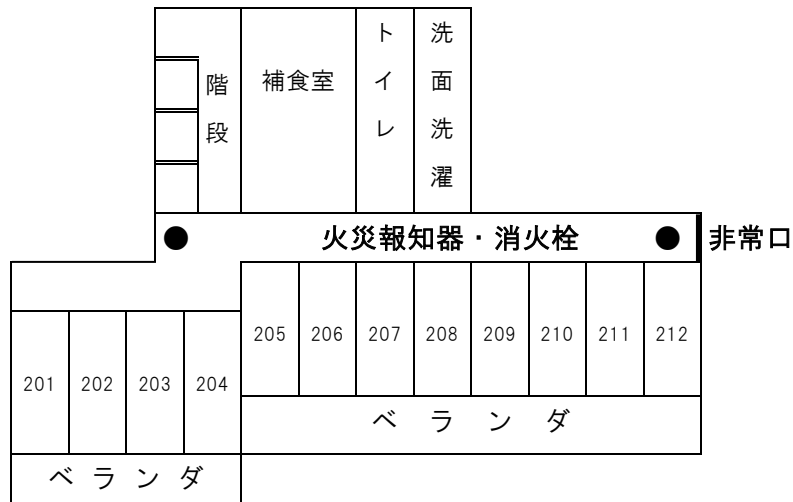 階段
補食室
トイレ
洗面洗濯
火災報知器・消火栓
非常口
201
202
203
204
205
206
207
208
209
210
211
212
ベランダ
ベランダ